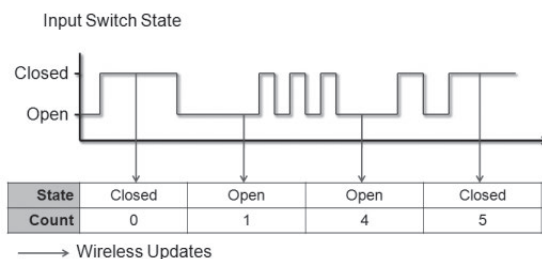 Input Switch State
Closed
Open
State Closed Open Open Closed
Count 0 1 4 5
Wireless Updates